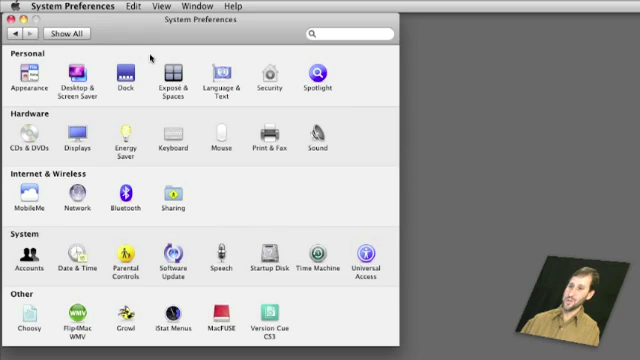 System Preferences Edit View Window Help
System Preferences
Show All
Personal
Appearance
Desktop & Screen Saver
Dock
Exposé & Spaces
Language & Text
Security
Spotlight
Hardware
CDs & DVDs
Displays
Energy Saver
Keyboard
Mouse
Print & Fax
Sound
Internet & Wireless
MobileMe
Network
Bluetooth
Sharing
System
Accounts
Date & Time
Parental Controls
Software Update
Speech
Startup Disk
Time Machine
Universal Access
Other
Choosy
Flip4Mac WMV
Growl
iStat Menus
MacFUSE
Version Cue CS3